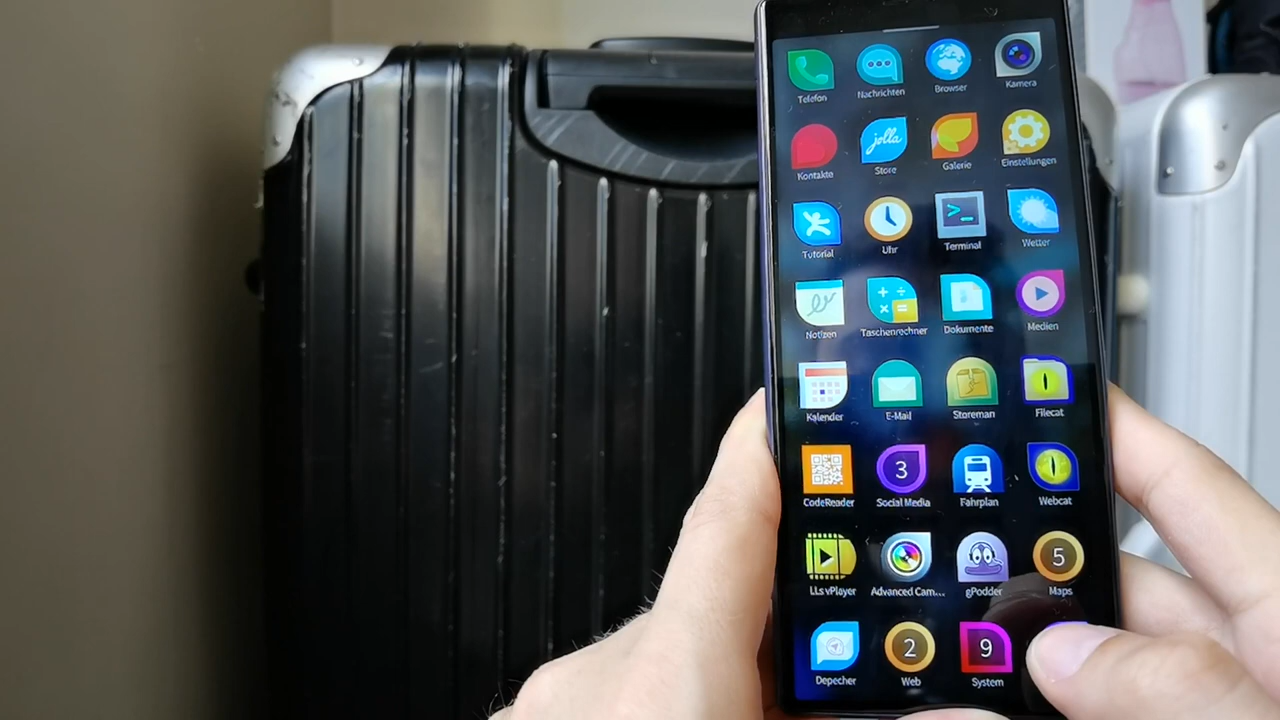 Telefon Nachrichten Browser Kamera
jolla
Kontakte Store Galerie Einstellungen
>_
Tutorial Uhr Terminal Wetter
+ ÷ × =
Notizen Taschenrechner Dokumente Medien
Kalender E-Mail Storeman Filecat
3
CodeReader Social Media Fahrplan Webcat
5
LLs vPlayer Advanced Cam... gPodder Maps
2 9
Depecher Web System